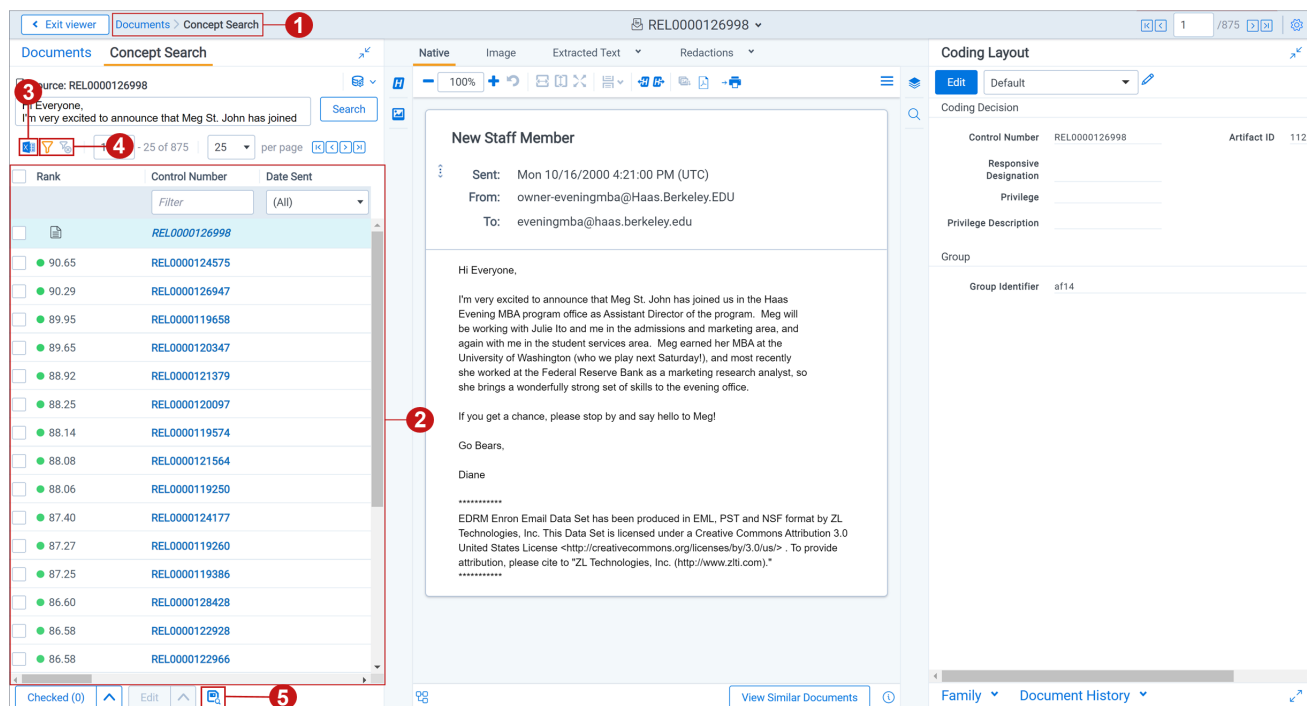 Exit viewer
Documents > Concept Search
1
REL0000126998
1
/875
Documents
Concept Search
Source: REL0000126998
3
Hi Everyone,
I'm very excited to announce that Meg St. John has joined
Search
4
- 25 of 875
25
per page
Rank
Control Number
Date Sent
Filter
(All)
REL0000126998
90.65 REL0000124575
90.29 REL0000126947
89.95 REL0000119658
89.65 REL0000120347
88.92 REL0000121379
88.25 REL0000120097
88.14 REL0000119574
88.08 REL0000121564
88.06 REL0000119250
87.40 REL0000124177
87.27 REL0000119260
87.25 REL0000119386
86.60 REL0000128428
86.58 REL0000122928
86.58 REL0000122966
2
Checked (0)
Edit
5
Native
Image
Extracted Text
Redactions
100%
New Staff Member
Sent: Mon 10/16/2000 4:21:00 PM (UTC)
From: owner-eveningmba@Haas.Berkeley.EDU
To: eveningmba@haas.berkeley.edu
Hi Everyone,
I'm very excited to announce that Meg St. John has joined us in the Haas
Evening MBA program office as Assistant Director of the program. Meg will
be working with Julie Ito and me in the admissions and marketing area, and
again with me in the student services area. Meg earned her MBA at the
University of Washington (who we play next Saturday!), and most recently
she worked at the Federal Reserve Bank as a marketing research analyst, so
she brings a wonderfully strong set of skills to the evening office.
If you get a chance, please stop by and say hello to Meg!
Go Bears,
Diane
***********
EDRM Enron Email Data Set has been produced in EML, PST and NSF format by ZL
Technologies, Inc. This Data Set is licensed under a Creative Commons Attribution 3.0
United States License <http://creativecommons.org/licenses/by/3.0/us/> . To provide
attribution, please cite to "ZL Technologies, Inc. (http://www.zlti.com)."
***********
View Similar Documents
Coding Layout
Edit
Default
Coding Decision
Control Number REL0000126998 Artifact ID 112
Responsive
Designation
Privilege
Privilege Description
Group
Group Identifier af14
Family
Document History